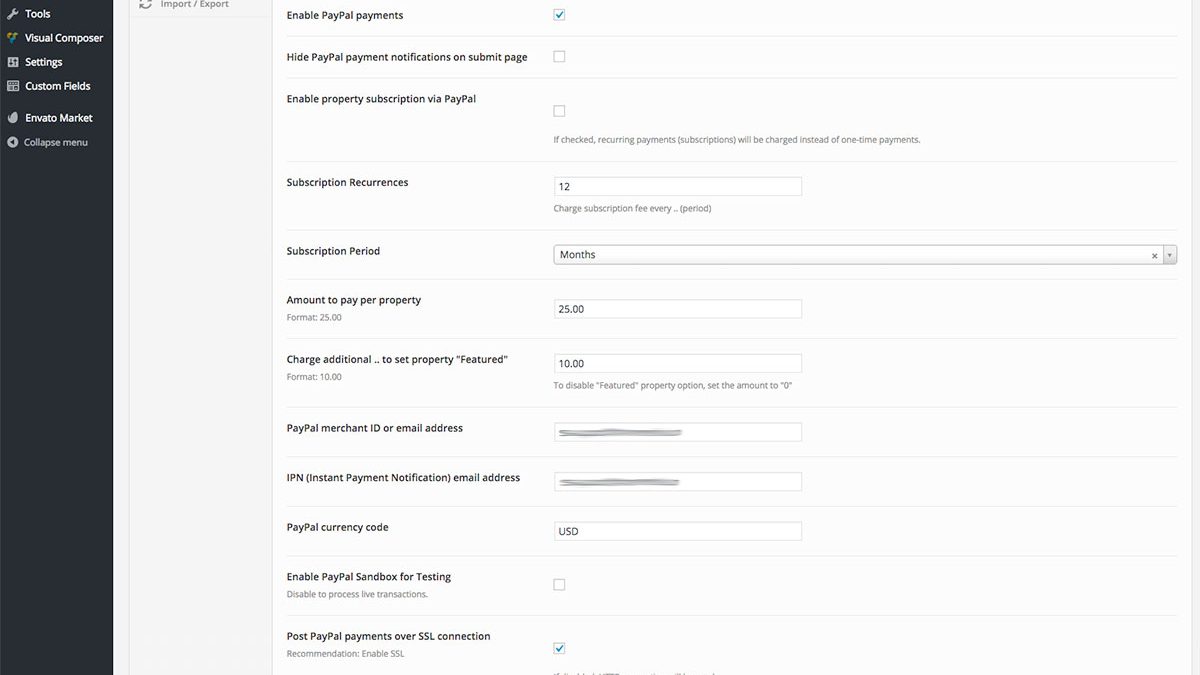 Tools
Visual Composer
Settings
Custom Fields
Envato Market
Collapse menu
Import / Export
Enable PayPal payments
Hide PayPal payment notifications on submit page
Enable property subscription via PayPal
If checked, recurring payments (subscriptions) will be charged instead of one-time payments.
Subscription Recurrences
12
Charge subscription fee every .. (period)
Subscription Period
Months
Amount to pay per property
Format: 25.00
25.00
Charge additional .. to set property "Featured"
Format: 10.00
10.00
To disable "Featured" property option, set the amount to "0"
PayPal merchant ID or email address
IPN (Instant Payment Notification) email address
PayPal currency code
USD
Enable PayPal Sandbox for Testing
Disable to process live transactions.
Post PayPal payments over SSL connection
Recommendation: Enable SSL